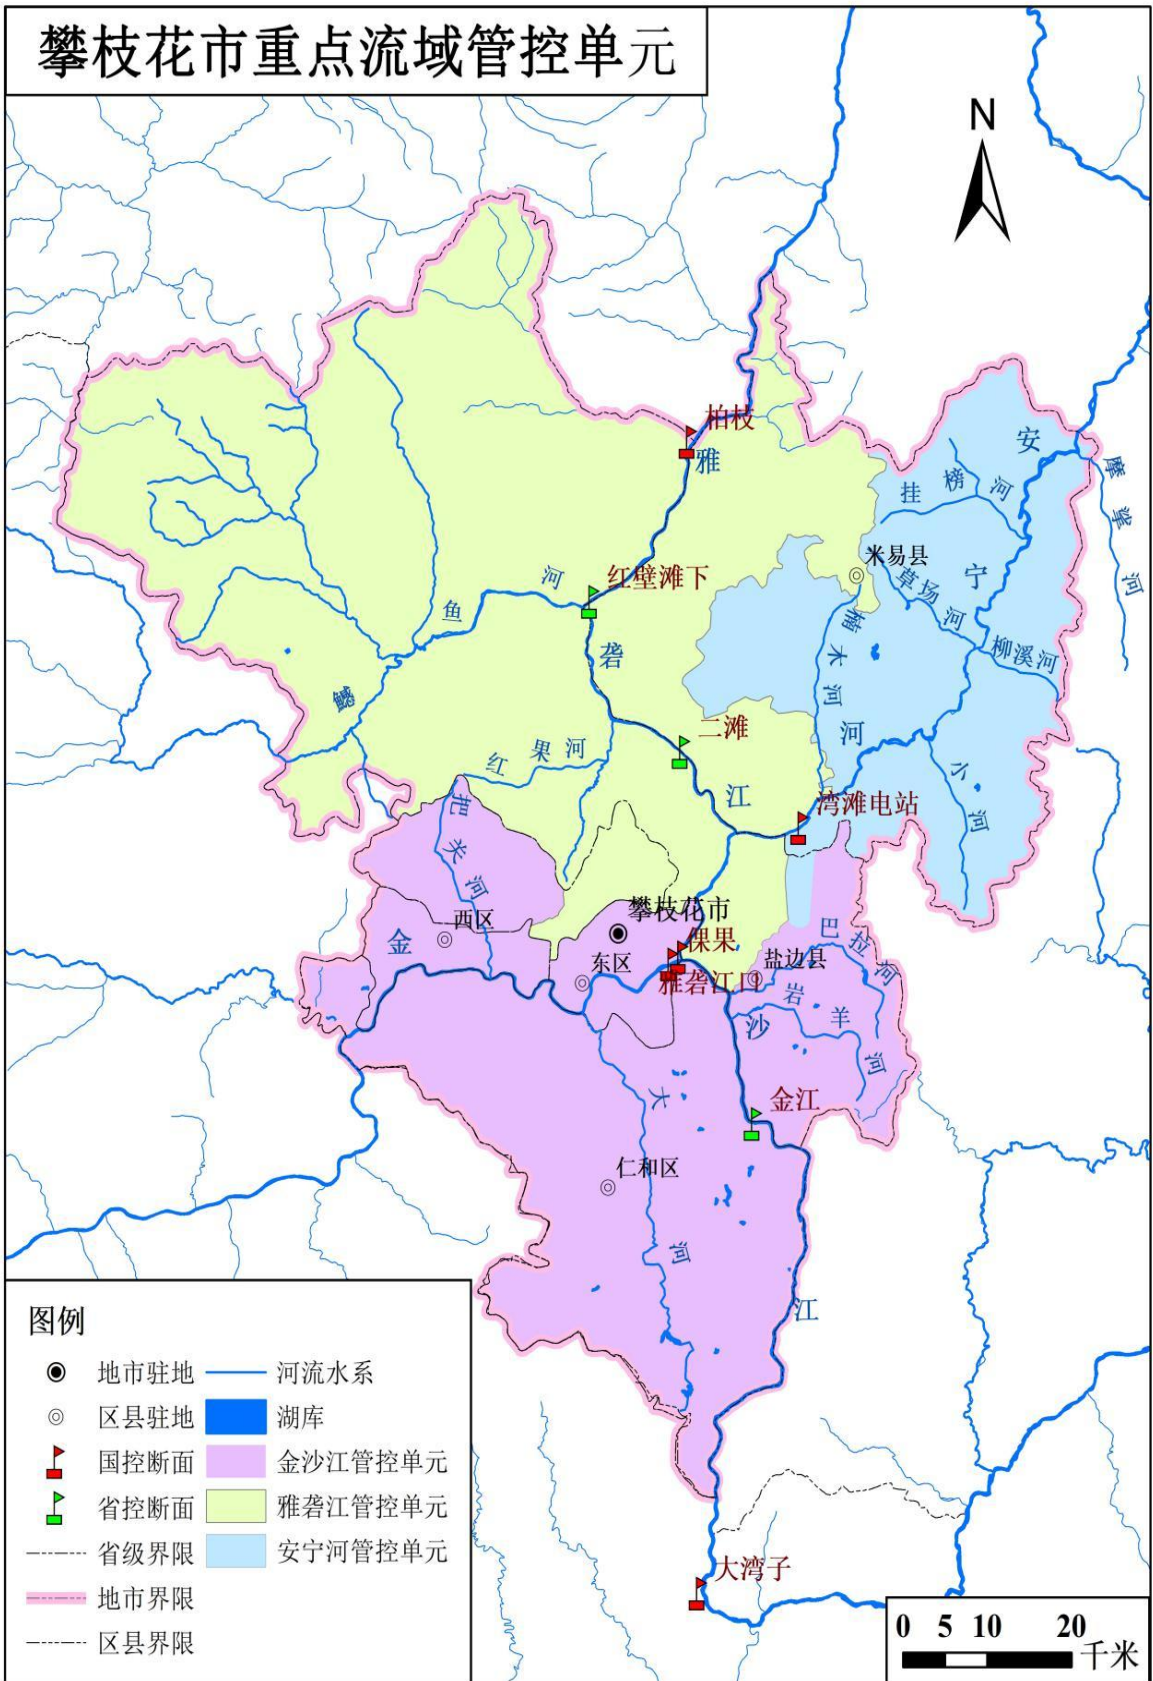 攀枝花市重点流域管控单元
N
柏枝
雅
安
挂榜河
摩挲河
米易县
宁
草场河
红壁滩下
河
鱼
鳡
砻
楠木河
柳溪河
二滩
红果河
河
小河
江
湾滩电站
把关河
西区
金
攀枝花市
倮果
东区
雅砻江口
盐边县
巴拉河
岩羊河
沙
大河
金江
仁和区
江
大湾子
图例
地市驻地
河流水系
区县驻地
湖库
国控断面
金沙江管控单元
省控断面
雅砻江管控单元
省级界限
安宁河管控单元
地市界限
区县界限
0 5 10 20
千米